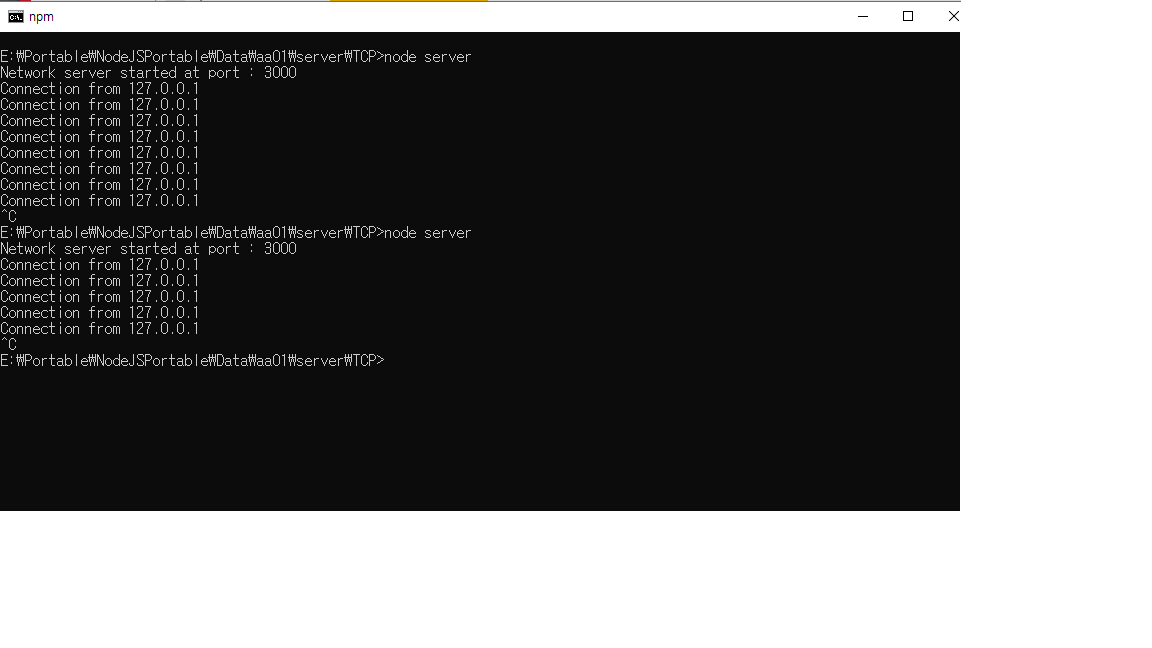 npm
E:₩Portable₩NodeJSPortable₩Data₩aa01₩server₩TCP>node server
Network server started at port : 3000
Connection from 127.0.0.1
Connection from 127.0.0.1
Connection from 127.0.0.1
Connection from 127.0.0.1
Connection from 127.0.0.1
Connection from 127.0.0.1
Connection from 127.0.0.1
Connection from 127.0.0.1
^C
E:₩Portable₩NodeJSPortable₩Data₩aa01₩server₩TCP>node server
Network server started at port : 3000
Connection from 127.0.0.1
Connection from 127.0.0.1
Connection from 127.0.0.1
Connection from 127.0.0.1
Connection from 127.0.0.1
^C
E:₩Portable₩NodeJSPortable₩Data₩aa01₩server₩TCP>